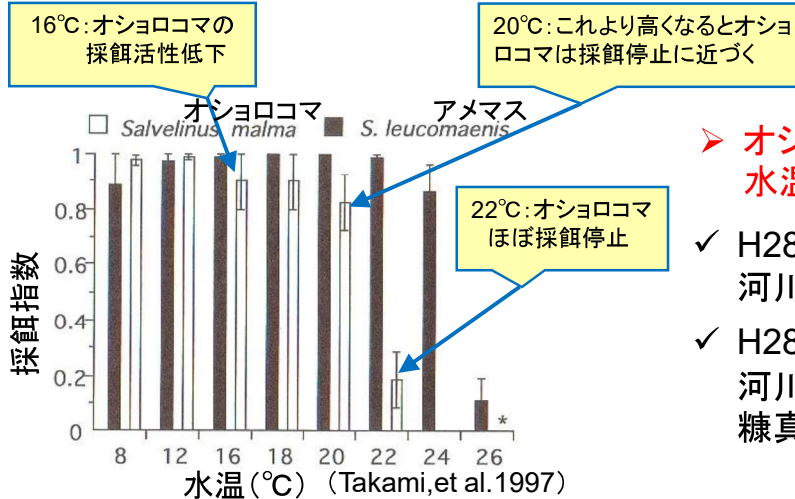 16℃：オショロコマの
採餌活性低下
20℃：これより高くなるとオショ
ロコマは採餌停止に近づく
オショロコマ
アメマス
Salvelinus malma
S. leucomaenis
22℃：オショロコマ
ほぼ採餌停止
採餌指数
1
0.8
0.6
0.4
0.2
0
*
8 12 16 18 20 22 24 26
水温（℃）（Takami,et al.1997）
➢ オシ
水温
✓ H28
河川
✓ H28
河川
糠真